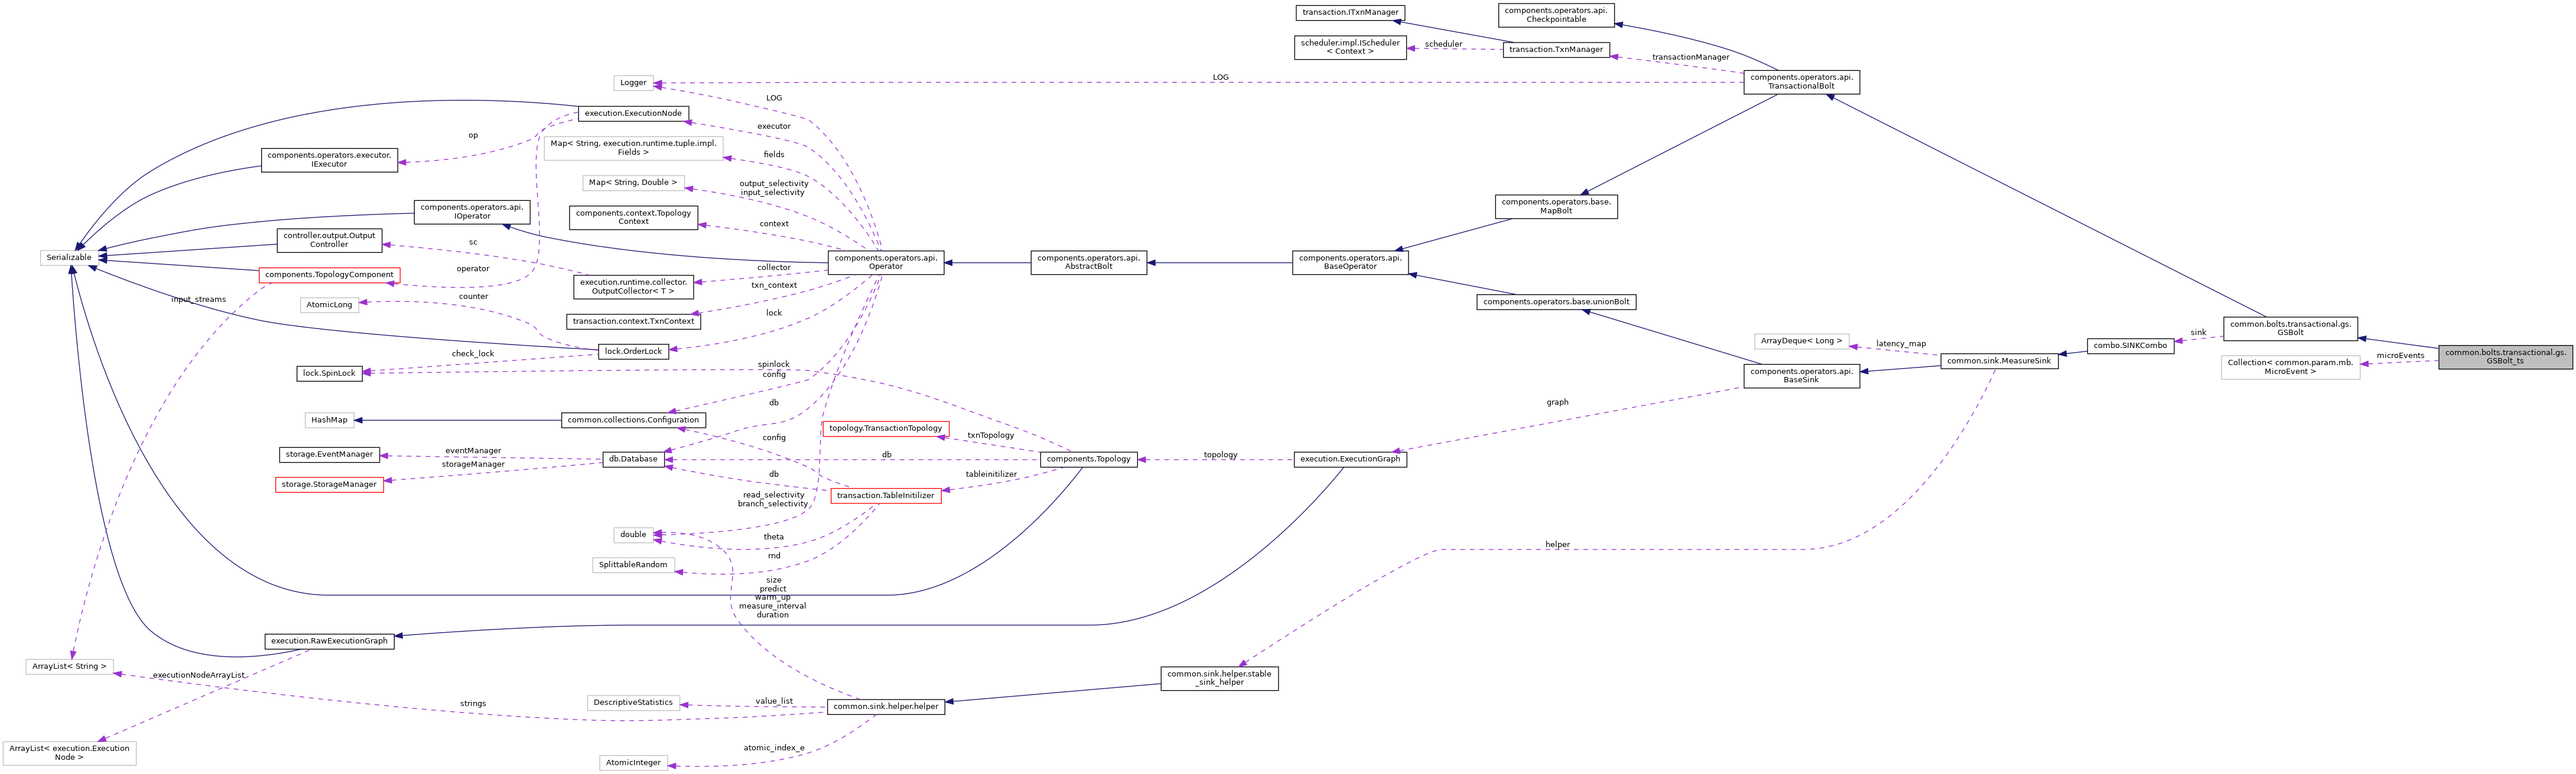 transaction.ITxnManager
components.operators.api.
Checkpointable
scheduler.impl.IScheduler
< Context >
scheduler
transaction.TxnManager
transactionManager
Logger
LOG
components.operators.api.
TransactionalBolt
LOG
execution.ExecutionNode
executor
op
Map< String, execution.runtime.tuple.impl.
Fields >
fields
components.operators.executor.
IExecutor
Map< String, Double >
output_selectivity
input_selectivity
components.operators.api.
IOperator
components.context.Topology
Context
context
components.operators.base.
MapBolt
controller.output.Output
Controller
sc
Serializable
components.operators.api.
Operator
components.operators.api.
AbstractBolt
components.operators.api.
BaseOperator
components.TopologyComponent
operator
collector
execution.runtime.collector.
OutputCollector< T >
txn_context
input_streams
AtomicLong
counter
components.operators.base.unionBolt
transaction.context.TxnContext
lock
common.bolts.transactional.gs.
GSBolt
sink
ArrayDeque< Long >
latency_map
combo.SINKCombo
lock.OrderLock
check_lock
common.sink.MeasureSink
microEvents
common.bolts.transactional.gs.
GSBolt_ts
Collection< common.param.mb.
MicroEvent >
lock.SpinLock
spinlock
config
components.operators.api.
BaseSink
db
graph
HashMap
common.collections.Configuration
topology.TransactionTopology
txnTopology
config
storage.EventManager
eventManager
db.Database
db
components.Topology
topology
execution.ExecutionGraph
storageManager
storage.StorageManager
db
tableinitilizer
transaction.TableInitilizer
read_selectivity
branch_selectivity
double
theta
helper
rnd
SplittableRandom
size
predict
warm_up
measure_interval
duration
execution.RawExecutionGraph
ArrayList< String >
executionNodeArrayList
common.sink.helper.stable
_sink_helper
strings
DescriptiveStatistics
value_list
common.sink.helper.helper
ArrayList< execution.Execution
Node >
atomic_index_e
AtomicInteger